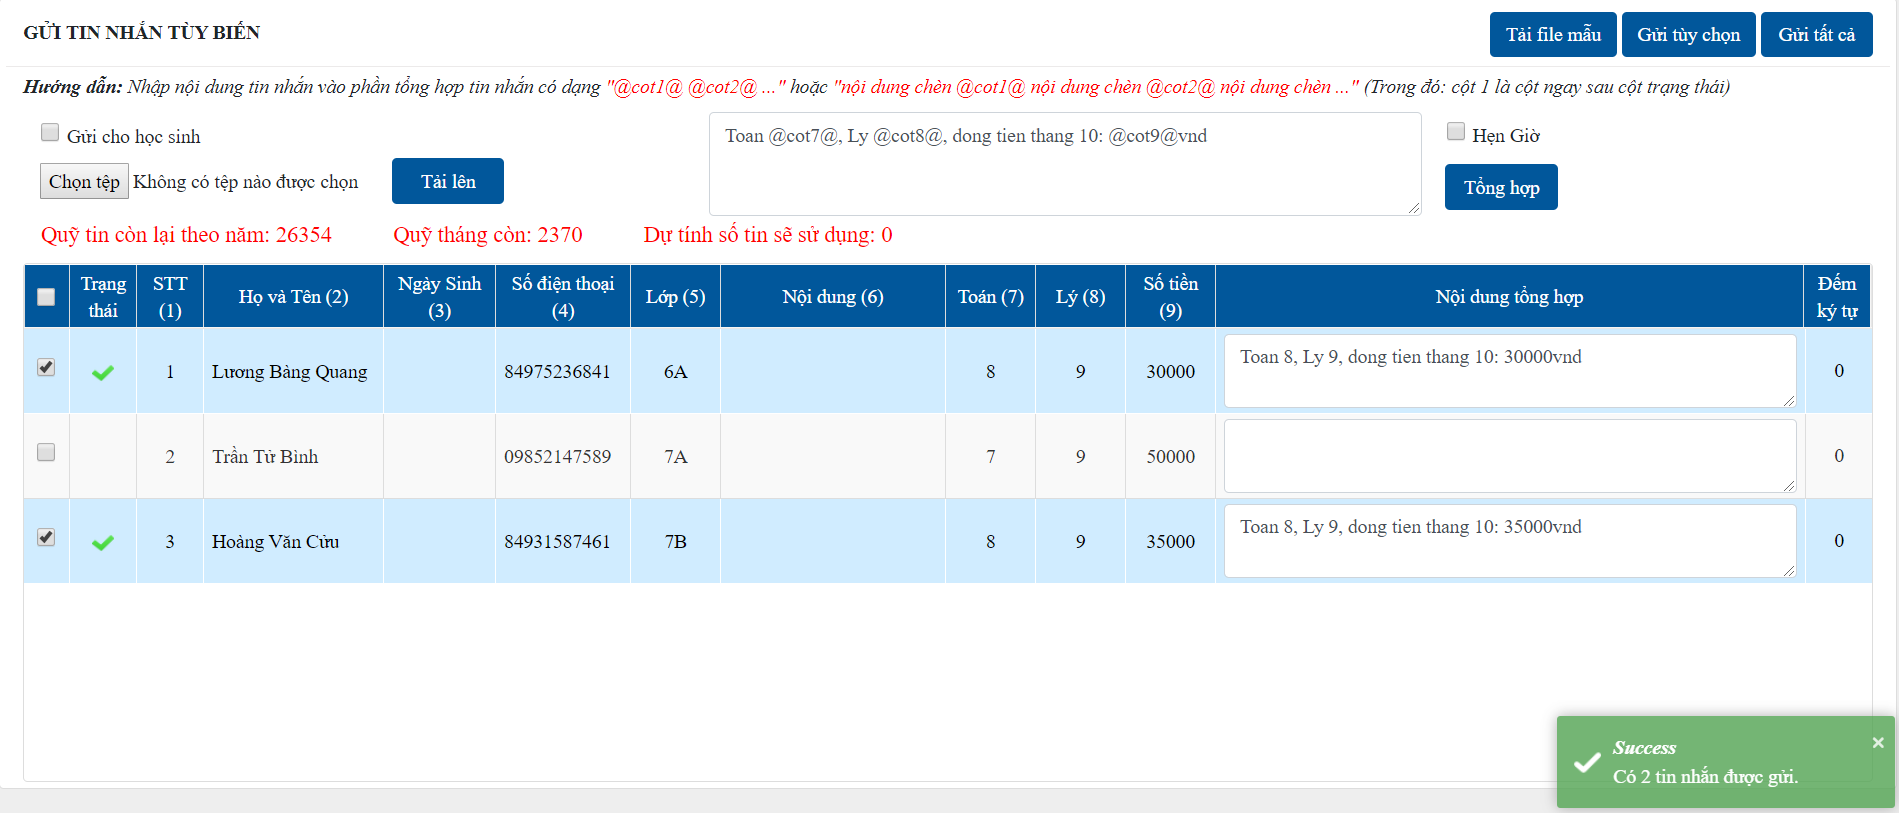 GỬI TIN NHẮN TÙY BIẾN
Tải file mẫu Gửi tùy chọn Gửi tất cả
Hướng dẫn: Nhập nội dung tin nhắn vào phần tổng hợp tin nhắn có dạng "@cot1@ @cot2@ ..." hoặc "nội dung chèn @cot1@ nội dung chèn @cot2@ nội dung chèn ..." (Trong đó: cột 1 là cột ngay sau cột trạng thái)
Gửi cho học sinh
Chọn tệp Không có tệp nào được chọn Tải lên
Toan @cot7@, Ly @cot8@, dong tien thang 10: @cot9@vnd
Hẹn Giờ
Tổng hợp
Quỹ tin còn lại theo năm: 26354 Quỹ tháng còn: 2370 Dự tính số tin sẽ sử dụng: 0
Trạng thái STT (1) Họ và Tên (2) Ngày Sinh (3) Số điện thoại (4) Lớp (5) Nội dung (6) Toán (7) Lý (8) Số tiền (9) Nội dung tổng hợp Đếm ký tự
1 Lương Bàng Quang 84975236841 6A 8 9 30000 Toan 8, Ly 9, dong tien thang 10: 30000vnd 0
2 Trần Tử Bình 09852147589 7A 7 9 50000 0
3 Hoàng Văn Cửu 84931587461 7B 8 9 35000 Toan 8, Ly 9, dong tien thang 10: 35000vnd 0
Success ×
Có 2 tin nhắn được gửi.